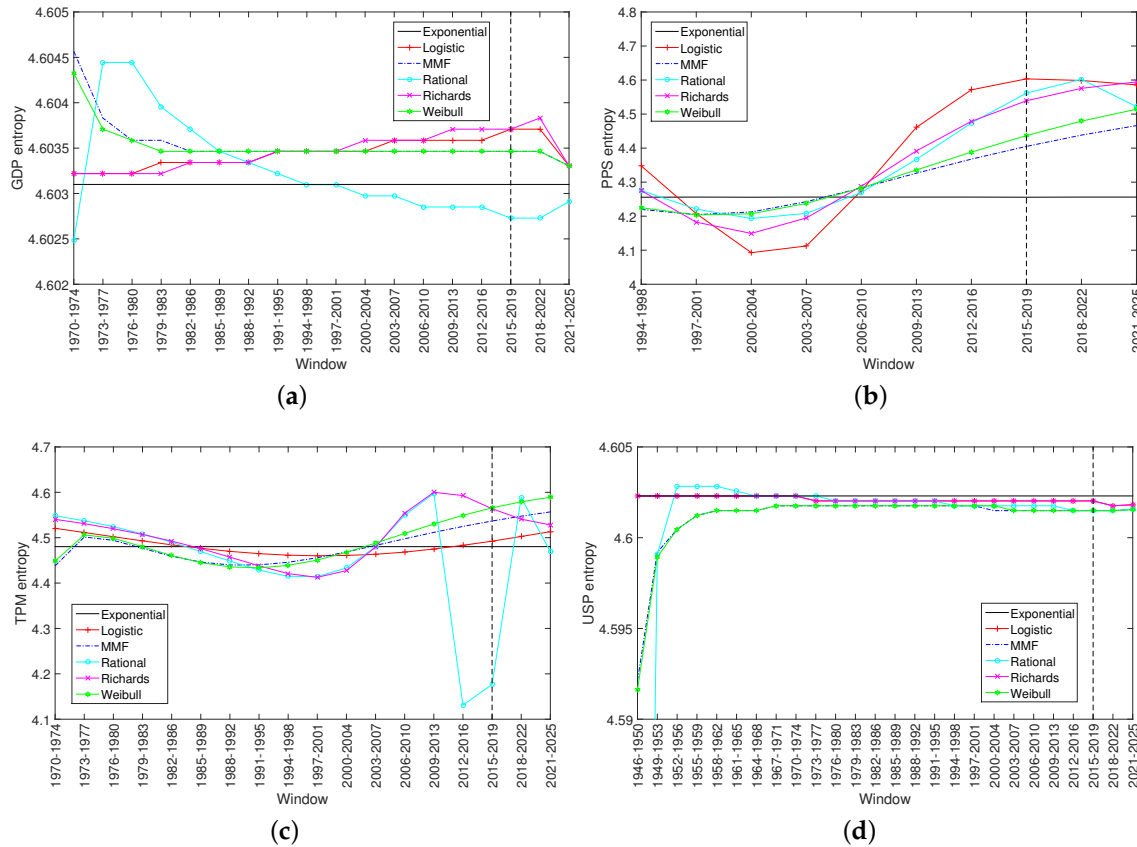 4.605
4.6045
4.604
4.6035
4.603
4.6025
4.602
GDP entropy
Exponential
Logistic
MMF
Rational
Richards
Weibull
1970-1974
1973-1977
1976-1980
1979-1983
1982-1986
1985-1989
1988-1992
1991-1995
1994-1998
1997-2001
2000-2004
2003-2007
2006-2010
2009-2013
2012-2016
2015-2019
2018-2022
2021-2025
Window
(a)
4.8
4.7
4.6
4.5
4.4
4.3
4.2
4.1
4
PPS entropy
Exponential
Logistic
MMF
Rational
Richards
Weibull
1994-1998
1997-2001
2000-2004
2003-2007
2006-2010
2009-2013
2012-2016
2015-2019
2018-2022
2021-2025
Window
(b)
4.7
4.6
4.5
4.4
4.3
4.2
4.1
TPM entropy
Exponential
Logistic
MMF
Rational
Richards
Weibull
1970-1974
1973-1977
1976-1980
1979-1983
1982-1986
1985-1989
1988-1992
1991-1995
1994-1998
1997-2001
2000-2004
2003-2007
2006-2010
2009-2013
2012-2016
2015-2019
2018-2022
2021-2025
Window
(c)
4.605
4.6
4.595
4.59
USP entropy
Exponential
Logistic
MMF
Rational
Richards
Weibull
1946-1950
1949-1953
1952-1956
1955-1959
1958-1962
1961-1965
1964-1968
1967-1971
1970-1974
1973-1977
1976-1980
1979-1983
1982-1986
1985-1989
1988-1992
1991-1995
1994-1998
1997-2001
2000-2004
2003-2007
2006-2010
2009-2013
2012-2016
2015-2019
2018-2022
2021-2025
Window
(d)